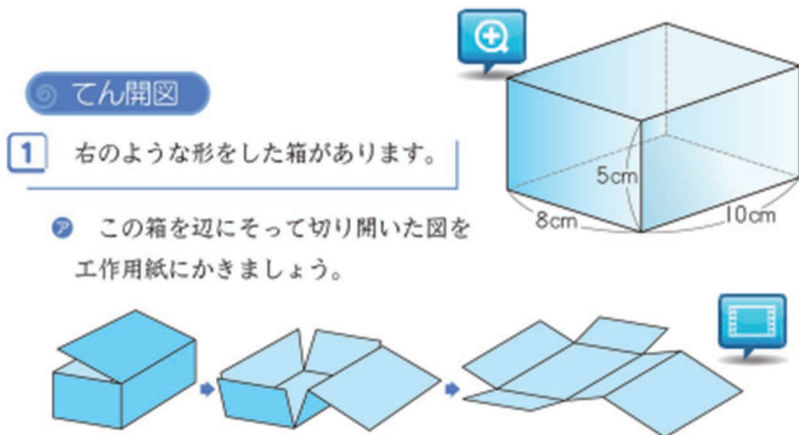 てん開図
1 右のような形をした箱があります。
5cm
8cm
10cm
ア この箱を辺にそって切り開いた図を
工作用紙にかきましょう。